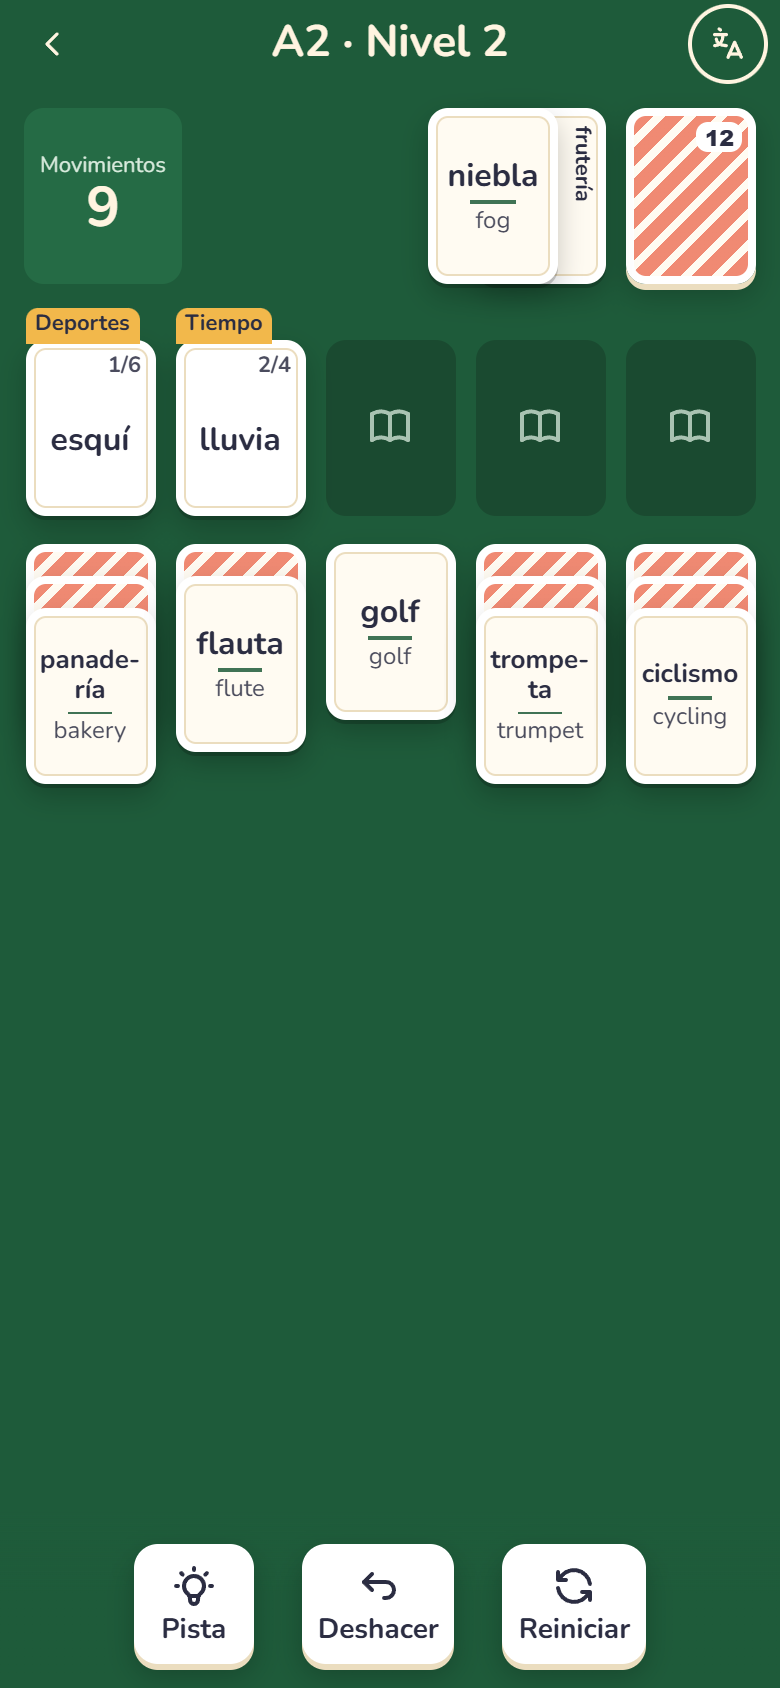 A2 · Nivel 2
Movimientos
9
niebla
fog
frutería
12
Deportes
1/6
esquí
Tiempo
2/4
lluvia
panade-
ría
bakery
flauta
flute
golf
golf
trompe-
ta
trumpet
ciclismo
cycling
Pista
Deshacer
Reiniciar